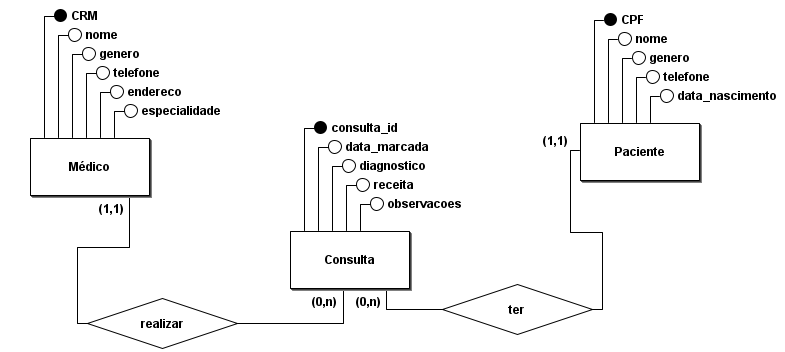 CRM
nome
genero
telefone
endereco
especialidade
Médico
(1,1)
consulta_id
data_marcada
diagnostico
receita
observacoes
Consulta
(0,n)
(0,n)
CPF
nome
genero
telefone
data_nascimento
Paciente
(1,1)
realizar
ter